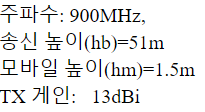 주파수: 900MHz,
송신 높이(hb)=51m
모바일 높이(hm)=1.5m
TX 게인: 13dBi